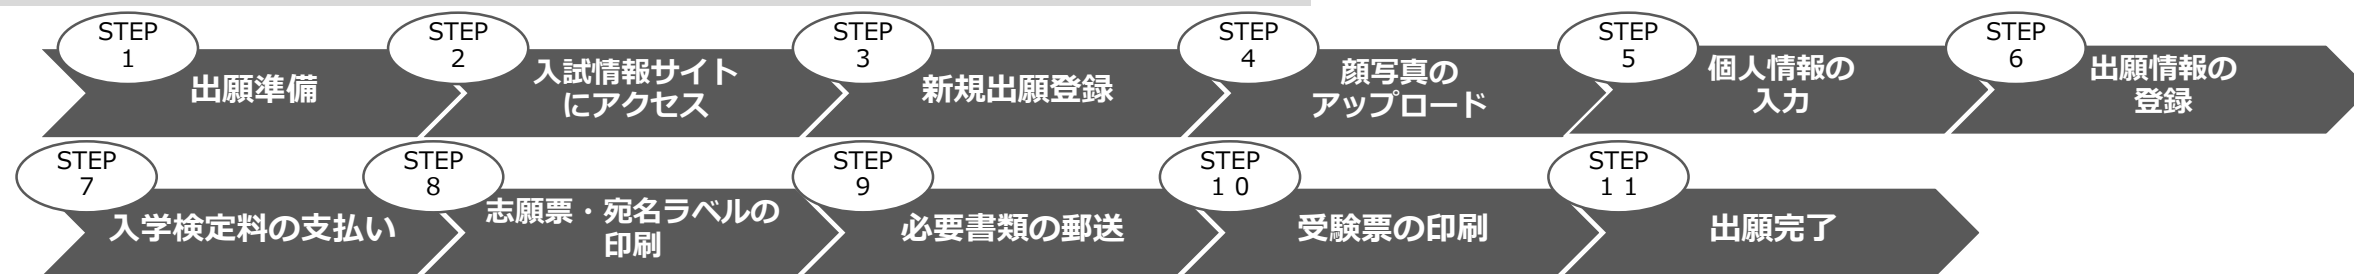 STEP
1
出願準備
STEP
2
入試情報サイト
にアクセス
STEP
3
新規出願登録
STEP
4
顔写真の
アップロード
STEP
5
個人情報の
入力
STEP
6
出願情報の
登録
STEP
7
入学検定料の支払い
STEP
8
志願票・宛名ラベルの
印刷
STEP
9
必要書類の郵送
STEP
１０
受験票の印刷
STEP
１１
出願完了